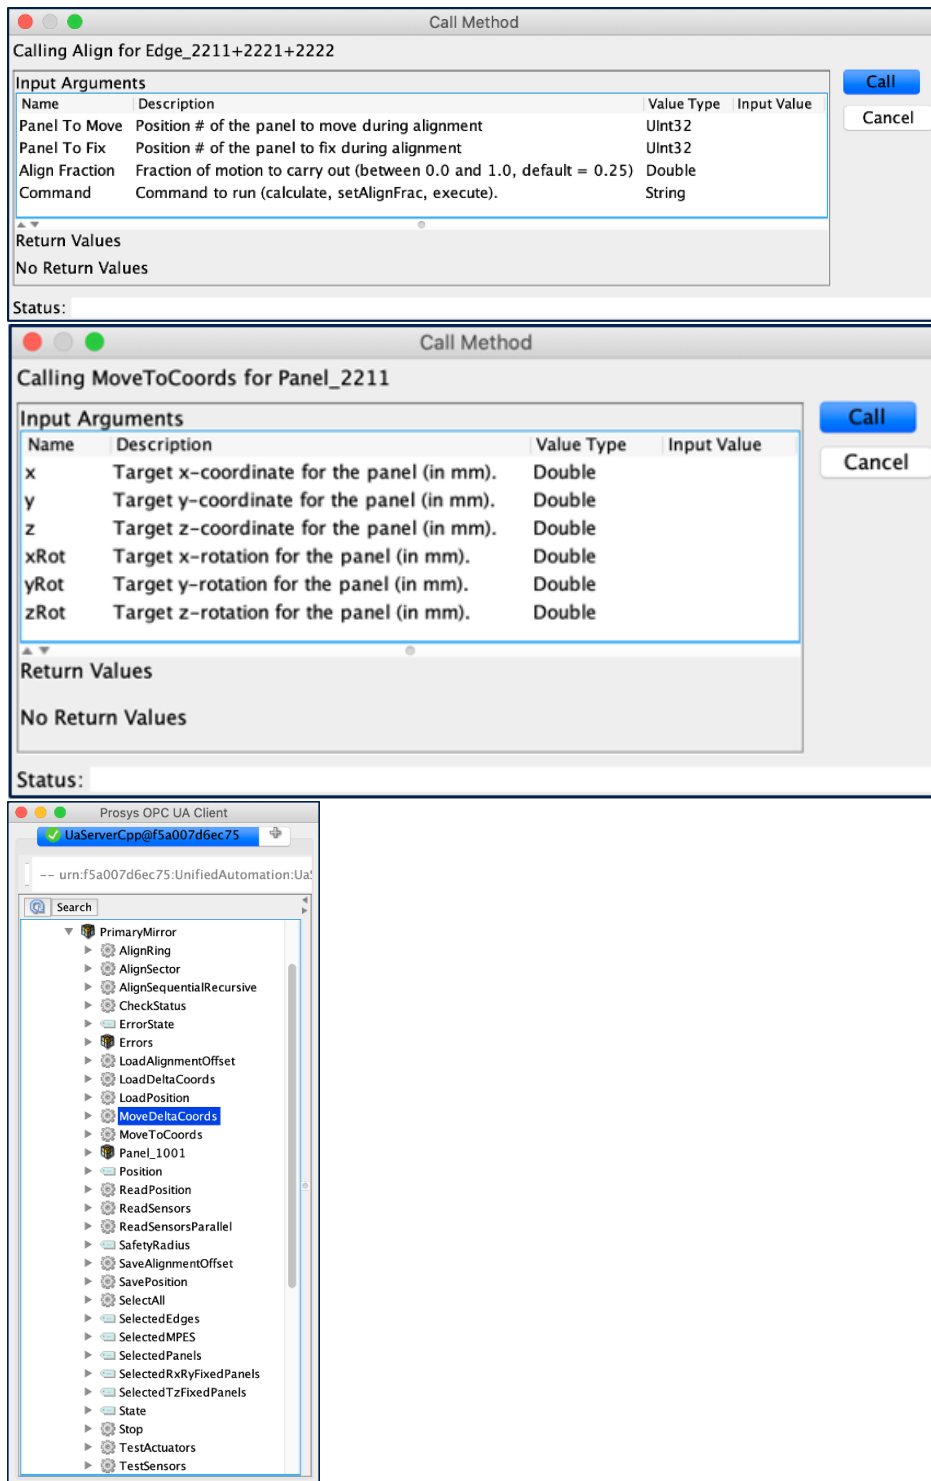 Call Method
Calling Align for Edge_2211+2221+2222
Input Arguments
Call
Name Description Value Type Input Value
Cancel
Panel To Move Position # of the panel to move during alignment UInt32
Panel To Fix Position # of the panel to fix during alignment UInt32
Align Fraction Fraction of motion to carry out (between 0.0 and 1.0, default = 0.25) Double
Command Command to run (calculate, setAlignFrac, execute). String
Return Values
No Return Values
Status:
Call Method
Calling MoveToCoords for Panel_2211
Input Arguments
Call
Name Description Value Type Input Value
Cancel
x Target x-coordinate for the panel (in mm). Double
y Target y-coordinate for the panel (in mm). Double
z Target z-coordinate for the panel (in mm). Double
xRot Target x-rotation for the panel (in mm). Double
yRot Target y-rotation for the panel (in mm). Double
zRot Target z-rotation for the panel (in mm). Double
Return Values
No Return Values
Status:
Prosys OPC UA Client
UaServerCpp@f5a007d6ec75
-- urn:f5a007d6ec75:UnifiedAutomation:UaS
Search
PrimaryMirror
AlignRing
AlignSector
AlignSequentialRecursive
CheckStatus
ErrorState
Errors
LoadAlignmentOffset
LoadDeltaCoords
LoadPosition
MoveDeltaCoords
MoveToCoords
Panel_1001
Position
ReadPosition
ReadSensors
ReadSensorsParallel
SafetyRadius
SaveAlignmentOffset
SavePosition
SelectAll
SelectedEdges
SelectedMPES
SelectedPanels
SelectedRxRyFixedPanels
SelectedTzFixedPanels
State
Stop
TestActuators
TestSensors